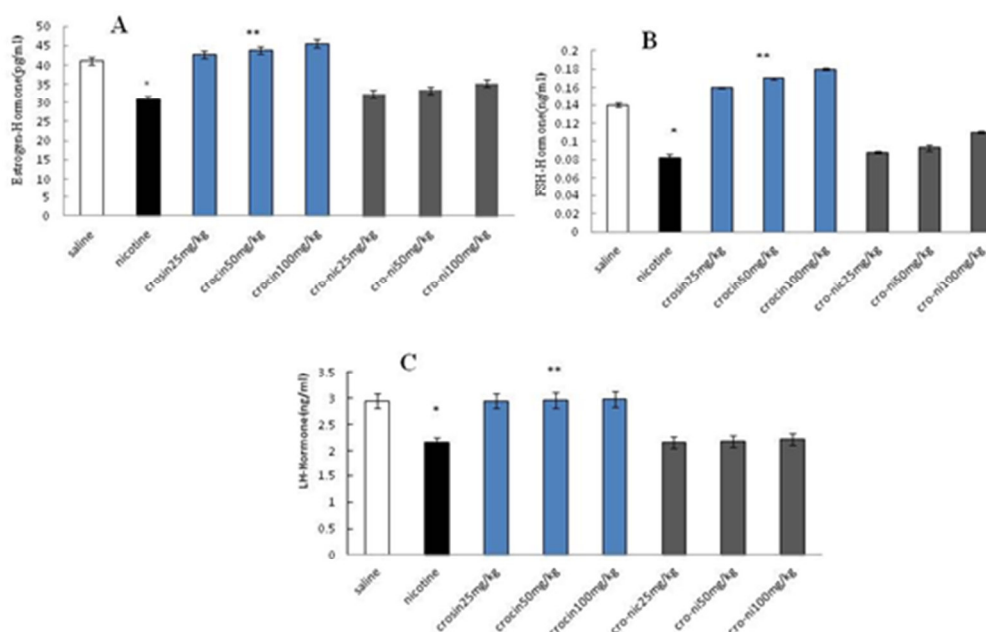 A
Estrogen-Hormone(pg/ml)
50
45
40
35
30
25
20
15
10
5
0
*
**
saline
nicotine
crosin25mg/kg
crocin50mg/kg
crocin100mg/kg
cro-nic25mg/kg
cro-ni50mg/kg
cro-ni100mg/kg
B
FSH-Hormone(ng/ml)
0.2
0.18
0.16
0.14
0.12
0.1
0.08
0.06
0.04
0.02
0
*
**
saline
nicotine
crosin25mg/kg
crocin50mg/kg
crocin100mg/kg
cro-nic25mg/kg
cro-ni50mg/kg
cro-ni100mg/kg
C
LH-Hormone(ng/ml)
3.5
3
2.5
2
1.5
1
0.5
0
*
**
saline
nicotine
crosin25mg/kg
crocin50mg/kg
crocin100mg/kg
cro-nic25mg/kg
cro-ni50mg/kg
cro-ni100mg/kg